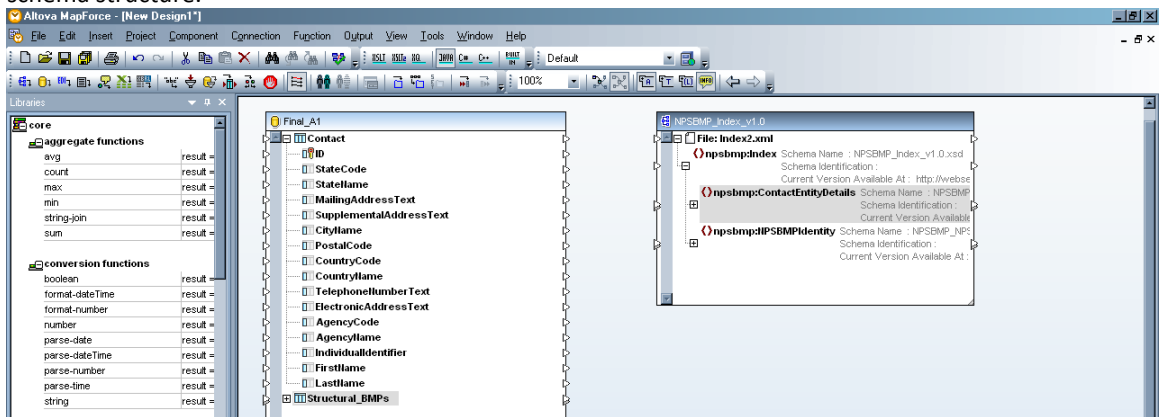 Altova MapForce - [New Design1*]
File Edit Insert Project Component Connection Function Output View Tools Window Help
JAVA C# C++ BUILT IN Default
100%
Libraries
core
aggregate functions
avg result =
count result =
max result =
min result =
string-join result =
sum result =
conversion functions
boolean result =
format-dateTime result =
format-number result =
number result =
parse-date result =
parse-dateTime result =
parse-number result =
parse-time result =
string result =
Final_A1
Contact
ID
StateCode
StateName
MailingAddressText
SupplementalAddressText
CityName
PostalCode
CountryCode
CountryName
TelephoneNumberText
ElectronicAddressText
AgencyCode
AgencyName
IndividualIdentifier
FirstName
LastName
Structural_BMPs
NPSBMP_Index_v1.0
File: Index2.xml
npsbmp:Index Schema Name : NPSBMP_Index_v1.0.xsd
Schema Identification :
Current Version Available At : http://webse
npsbmp:ContactEntityDetails Schema Name : NPSBMP
Schema Identification :
Current Version Available
npsbmp:NPSBMPIdentity Schema Name : NPSBMP_NPS
Schema Identification :
Current Version Available At :